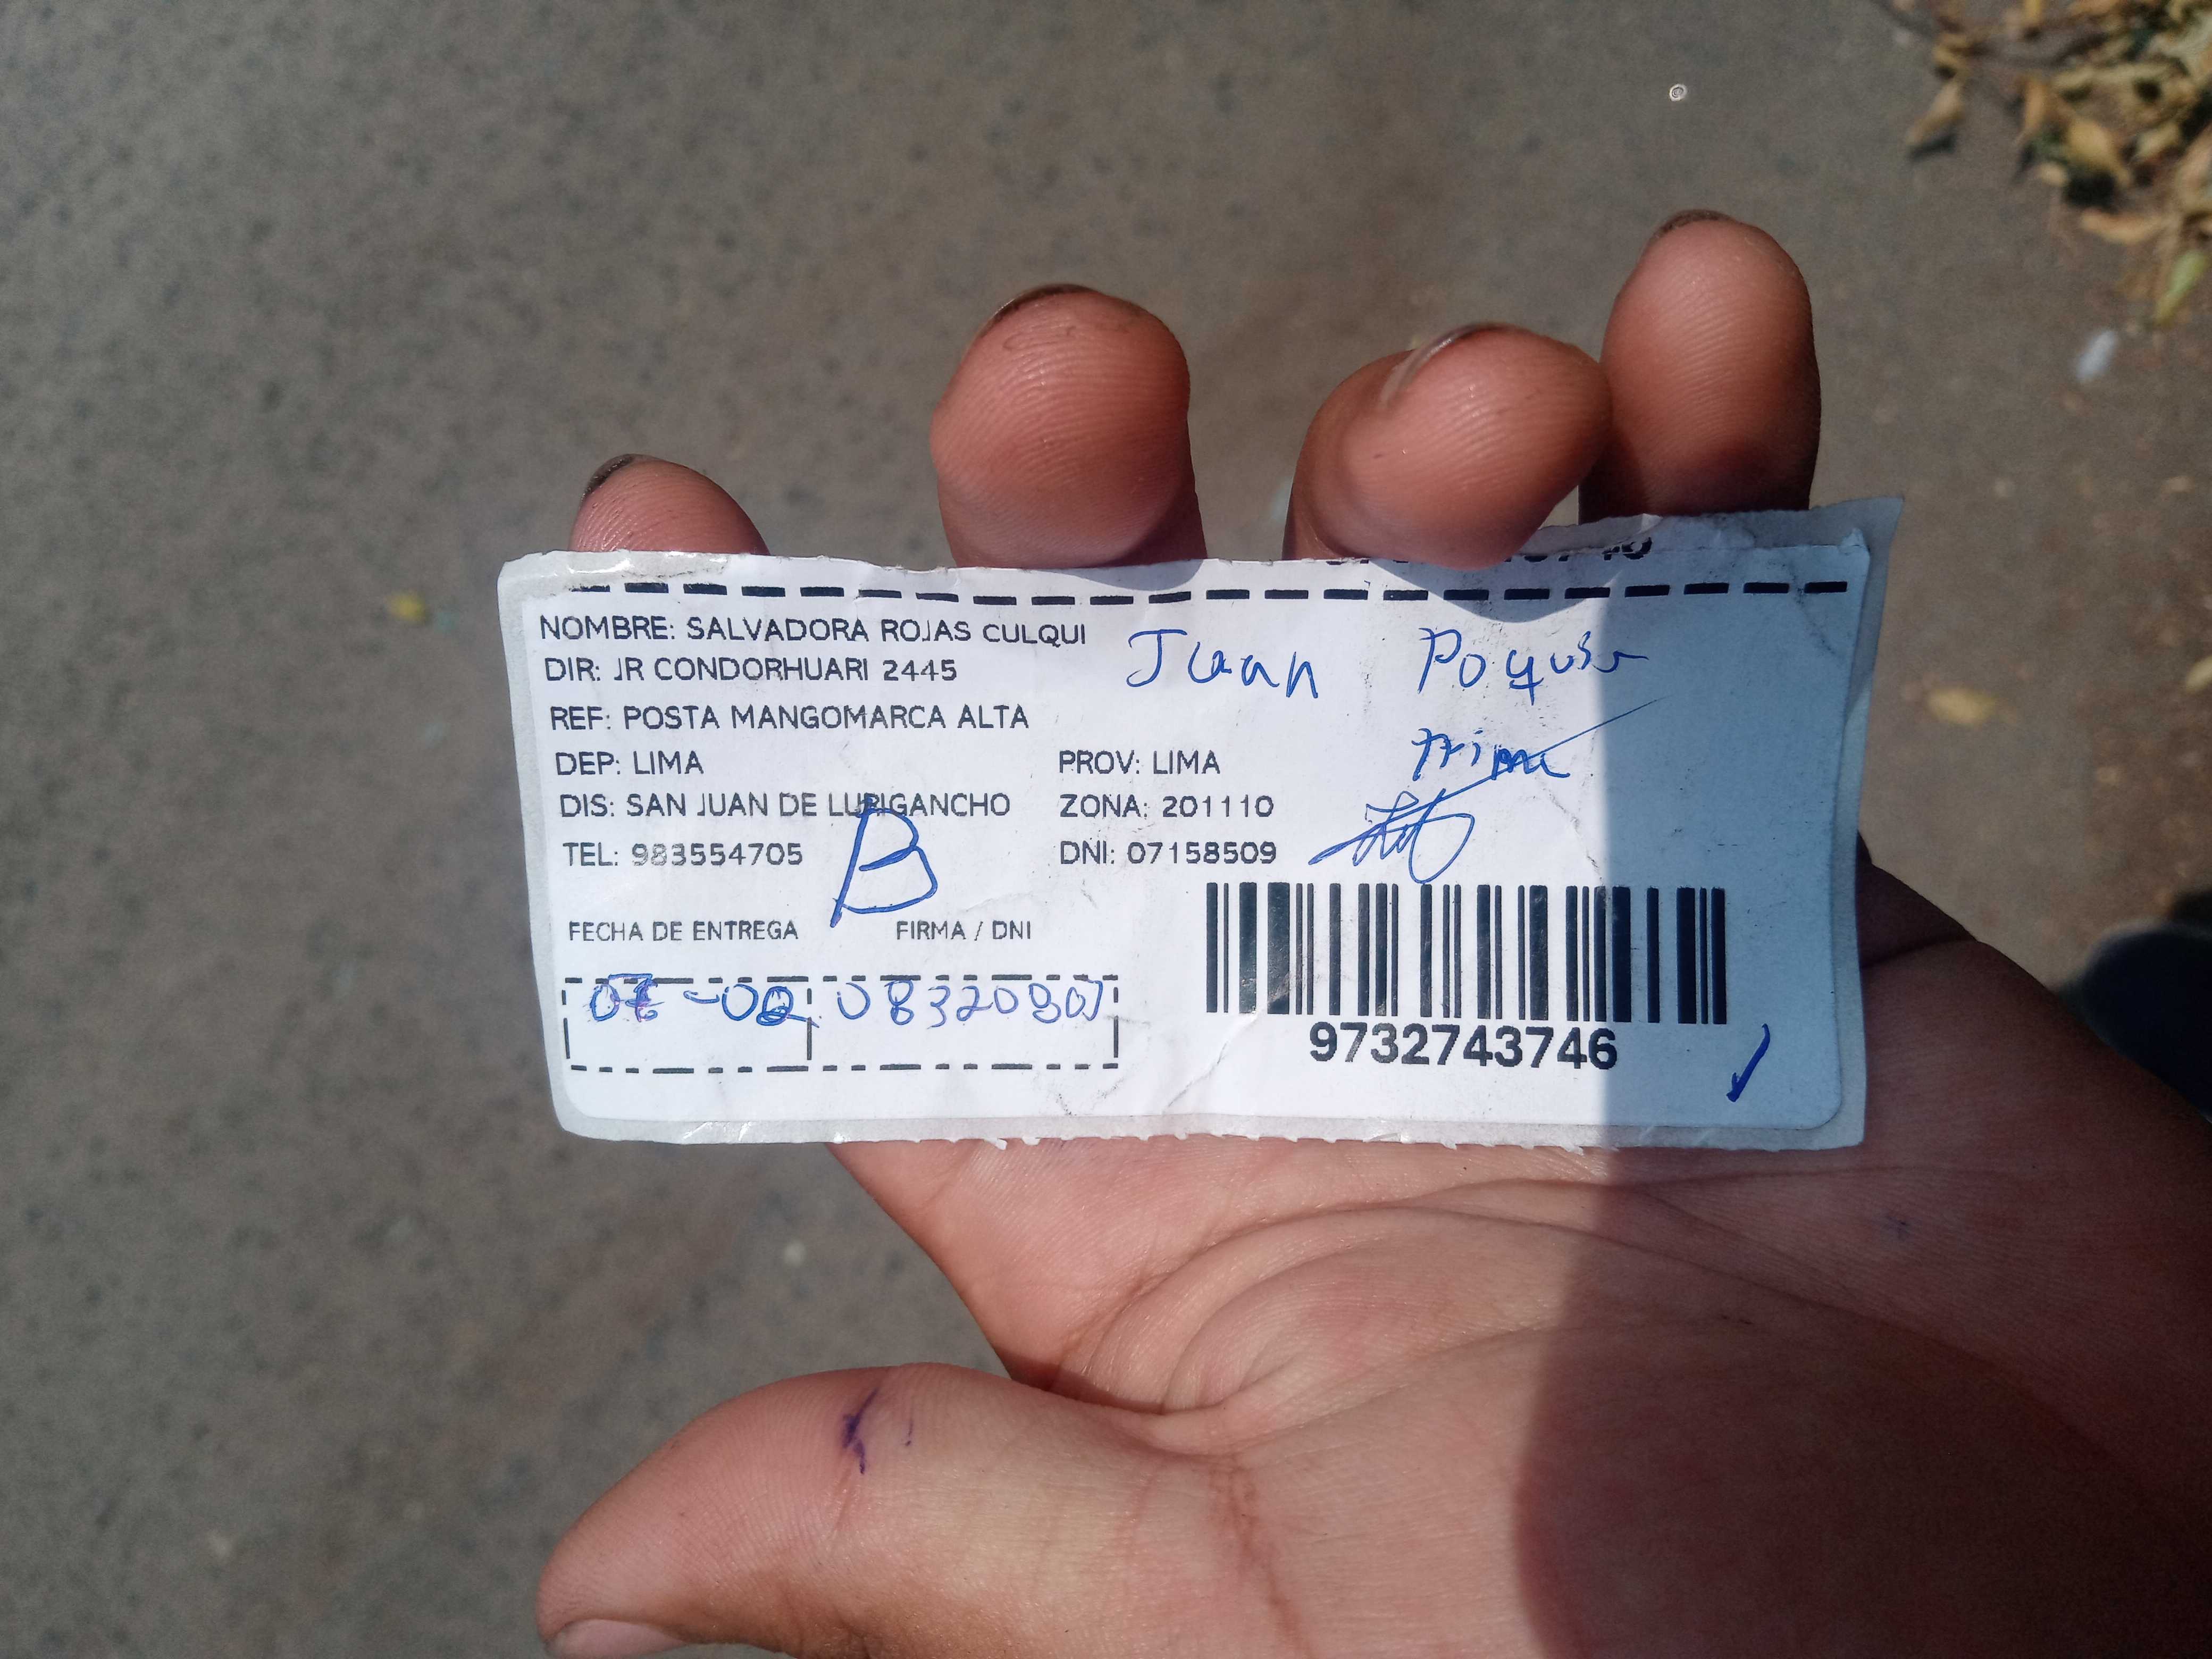 NOMBRE: SALVADORA ROJAS CULQUI
Juan
DIR: JR CONDORHUARI 2445
REF: POSTA MANGOMARCA ALTA
DEP: LIMA PROV: LIMA
DIS: SAN JUAN DE LURIGANCHO ZONA: 201110
TEL: 983554705 DNI: 07158509
B
FECHA DE ENTREGA FIRMA / DNI
9732743746